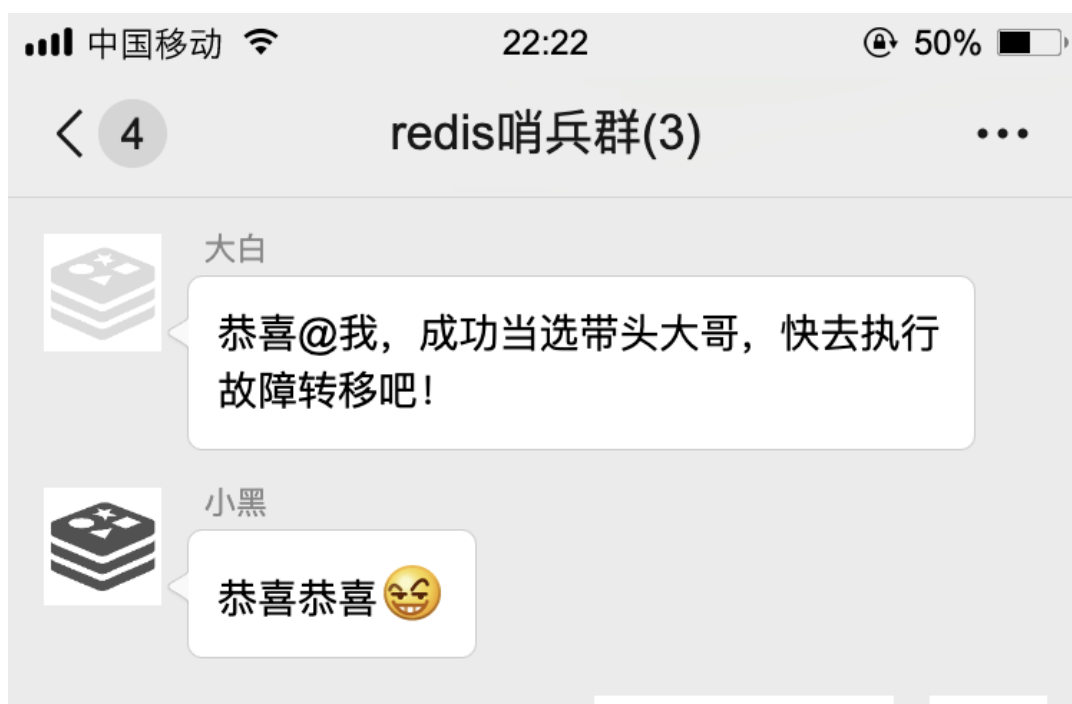 中国移动 22:22 50%
4 redis哨兵群(3)
大白
恭喜@我，成功当选带头大哥，快去执行
故障转移吧！
小黑
恭喜恭喜